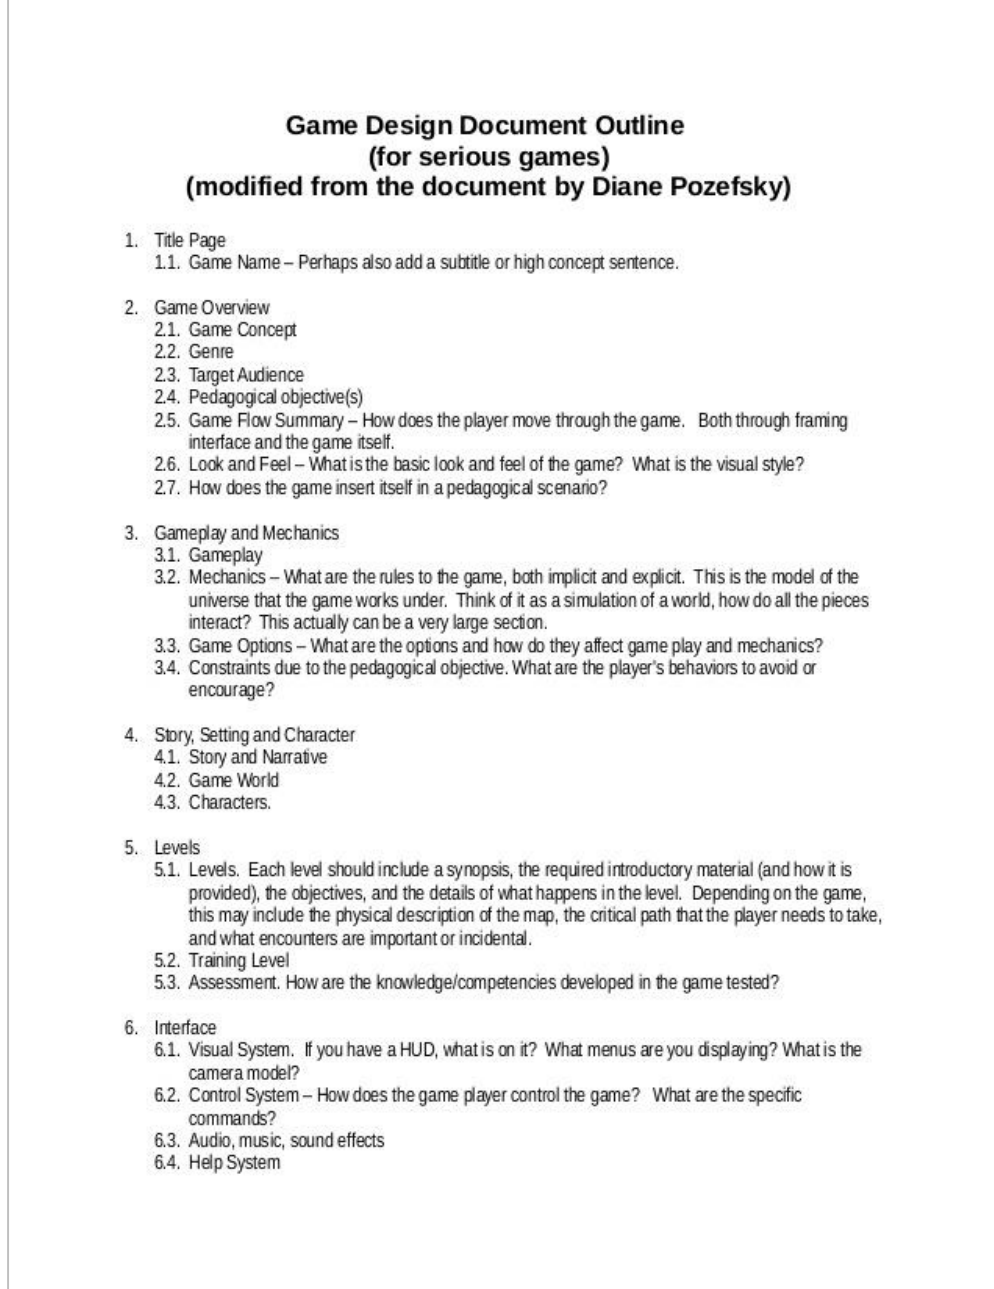 Game Design Document Outline
(for serious games)
(modified from the document by Diane Pozefsky)
1. Title Page
1.1. Game Name – Perhaps also add a subtitle or high concept sentence.
2. Game Overview
2.1. Game Concept
2.2. Genre
2.3. Target Audience
2.4. Pedagogical objective(s)
2.5. Game Flow Summary – How does the player move through the game. Both through framing
interface and the game itself.
2.6. Look and Feel – What is the basic look and feel of the game? What is the visual style?
2.7. How does the game insert itself in a pedagogical scenario?
3. Gameplay and Mechanics
3.1. Gameplay
3.2. Mechanics – What are the rules to the game, both implicit and explicit. This is the model of the
universe that the game works under. Think of it as a simulation of a world, how do all the pieces
interact? This actually can be a very large section.
3.3. Game Options – What are the options and how do they affect game play and mechanics?
3.4. Constraints due to the pedagogical objective. What are the player's behaviors to avoid or
encourage?
4. Story, Setting and Character
4.1. Story and Narrative
4.2. Game World
4.3. Characters.
5. Levels
5.1. Levels. Each level should include a synopsis, the required introductory material (and how it is
provided), the objectives, and the details of what happens in the level. Depending on the game,
this may include the physical description of the map, the critical path that the player needs to take,
and what encounters are important or incidental.
5.2. Training Level
5.3. Assessment. How are the knowledge/competencies developed in the game tested?
6. Interface
6.1. Visual System. If you have a HUD, what is on it? What menus are you displaying? What is the
camera model?
6.2. Control System – How does the game player control the game? What are the specific
commands?
6.3. Audio, music, sound effects
6.4. Help System